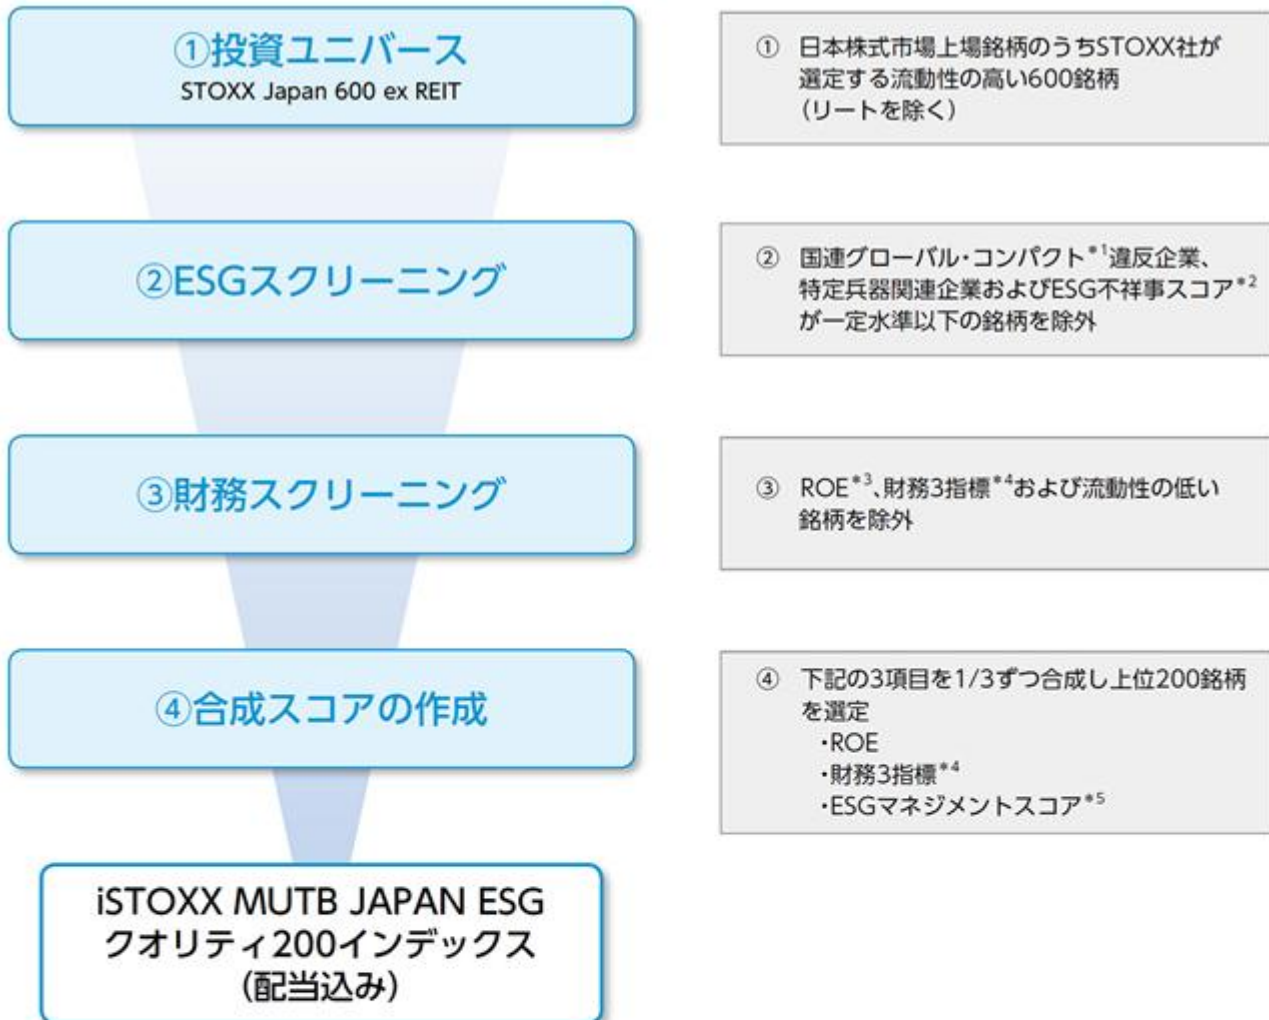 ①投資ユニバース
STOXX Japan 600 ex REIT
① 日本株式市場上場銘柄のうちSTOXX社が
選定する流動性の高い600銘柄
（リートを除く）
②ESGスクリーニング
② 国連グローバル・コンパクト*1違反企業、
特定兵器関連企業およびESG不祥事スコア*2
が一定水準以下の銘柄を除外
③財務スクリーニング
③ ROE*3、財務3指標*4および流動性の低い
銘柄を除外
④合成スコアの作成
④ 下記の3項目を1/3ずつ合成し上位200銘柄
を選定
・ROE
・財務3指標*4
・ESGマネジメントスコア*5
iSTOXX MUTB JAPAN ESG
クオリティ200インデックス
（配当込み）